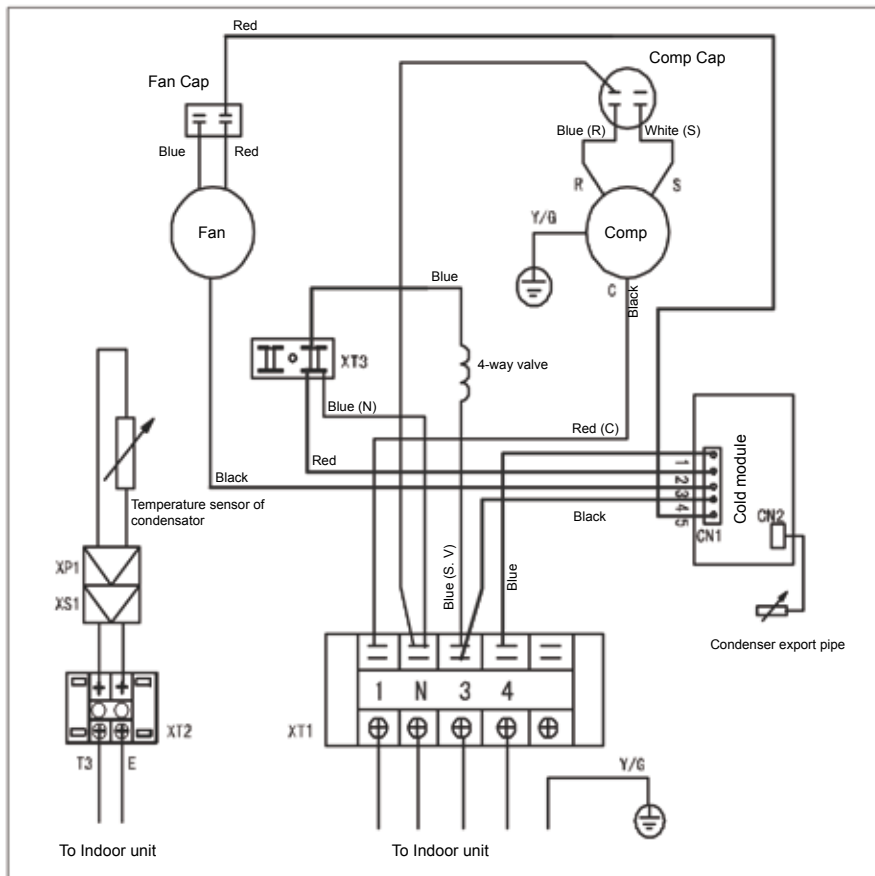 Red
Fan Cap
Comp Cap
Blue
Red
Blue (R)
White (S)
R
S
Y/G
Fan
Comp
C
Black
Blue
XT3
4-way valve
Blue (N)
Red (C)
Red
Black
Temperature sensor of
condensator
1
2
3
4
5
CN1
Cold module
CN2
Black
Blue (S. V)
Blue
XP1
XS1
Condenser export pipe
1 N 3 4
XT1
XT2
T3 E
Y/G
To Indoor unit
To Indoor unit